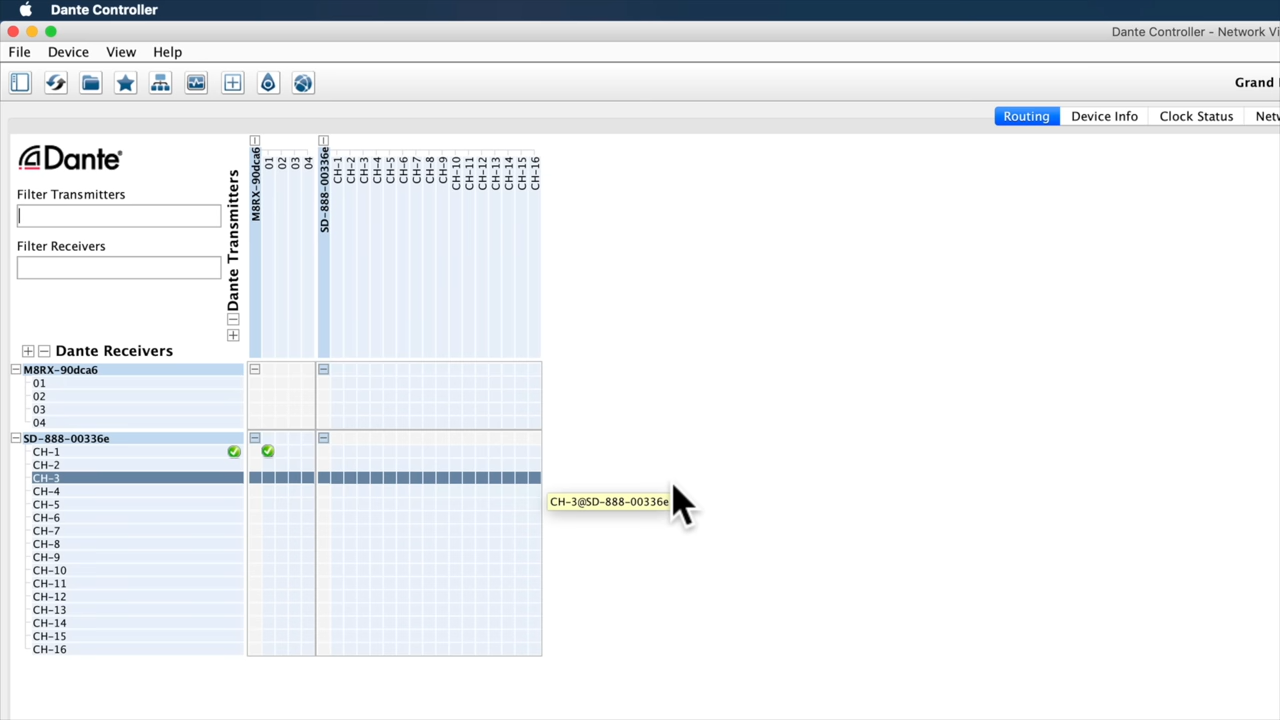 Dante Controller
Dante Controller - Network Vi
File Device View Help
Grand
Routing Device Info Clock Status Netv
Dante®
Filter Transmitters
Filter Receivers
Dante Transmitters
M8RX-90dca6
01
02
03
04
SD-888-00336e
CH-1
CH-2
CH-3
CH-4
CH-5
CH-6
CH-7
CH-8
CH-9
CH-10
CH-11
CH-12
CH-13
CH-14
CH-15
CH-16
Dante Receivers
M8RX-90dca6
01
02
03
04
SD-888-00336e
CH-1
CH-2
CH-3
CH-4
CH-3@SD-888-00336e
CH-5
CH-6
CH-7
CH-8
CH-9
CH-10
CH-11
CH-12
CH-13
CH-14
CH-15
CH-16